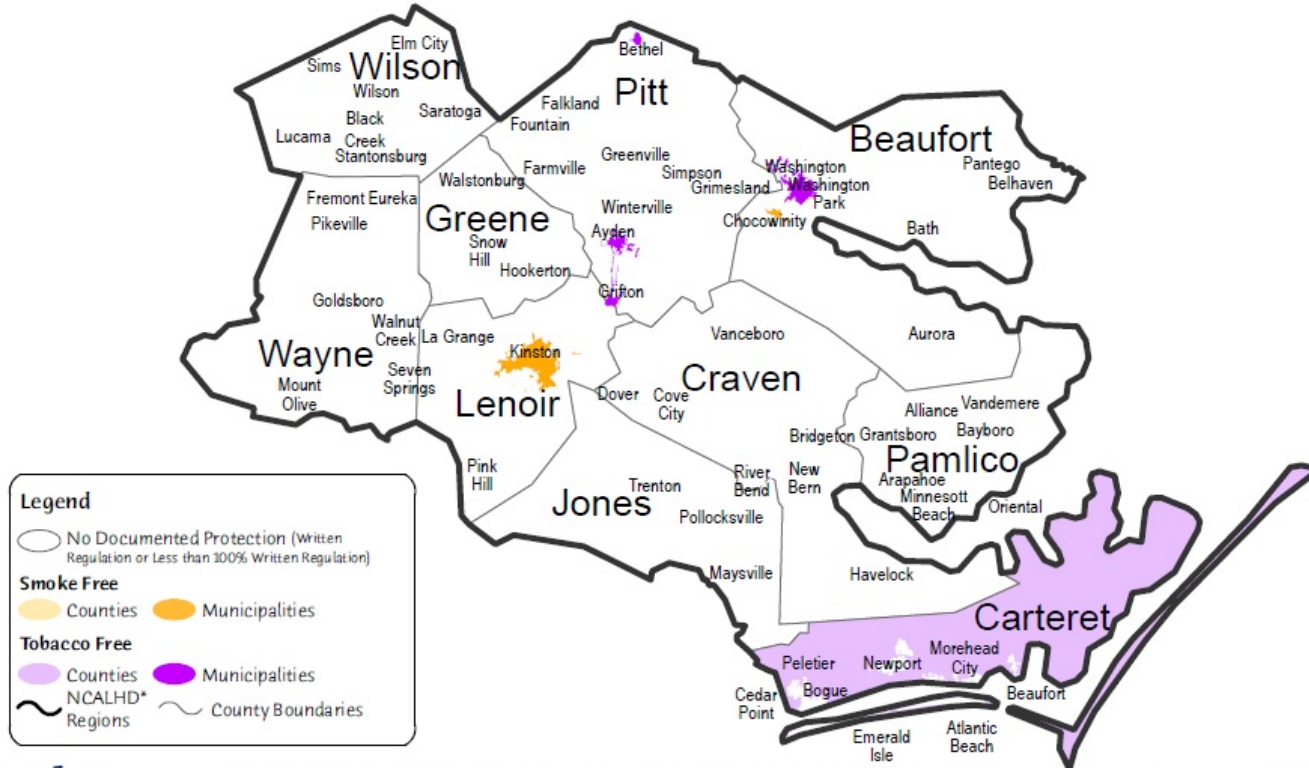 Elm City
Sims
Wilson
Wilson
Black
Creek
Saratoga
Lucama
Stantonsburg
Bethel
Pitt
Falkland
Fountain
Greenville
Farmville
Simpson
Grimesland
Winterville
Ayden
Grifton
Beaufort
Pantego
Belhaven
Washington
Washington
Park
Chocowinity
Bath
Aurora
Walstonburg
Greene
Snow
Hill
Hookerton
Fremont Eureka
Pikeville
Goldsboro
Walnut
Creek
Wayne
Seven
Springs
Mount
Olive
La Grange
Kinston
Lenoir
Pink
Hill
Vanceboro
Craven
Dover
Cove
City
Bridgeton
River
Bend
New
Bern
Havelock
Alliance
Vandemere
Grantsboro
Bayboro
Pamlico
Arapahoe
Minnesott
Beach
Oriental
Jones
Trenton
Pollocksville
Maysville
Carteret
Peletier
Newport
Morehead
City
Bogue
Cedar
Point
Beaufort
Emerald
Isle
Atlantic
Beach
Legend
No Documented Protection (Written
Regulation or Less than 100% Written Regulation)
Smoke Free
Counties Municipalities
Tobacco Free
Counties Municipalities
NCALHD*
Regions
County Boundaries